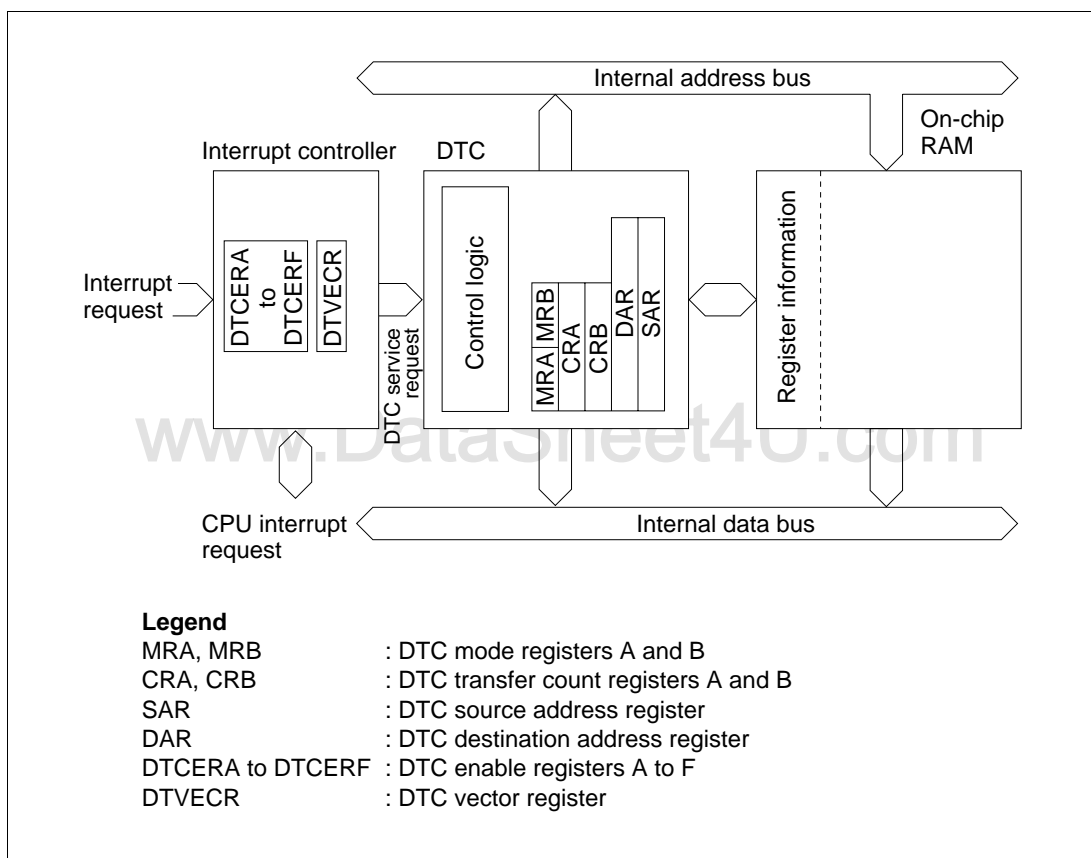 Internal address bus
On-chip
RAM
Interrupt controller
DTC
Interrupt
request
DTCERA
to
DTCERF
DTVECR
DTC service
request
Control logic
MRA
MRB
CRA
CRB
DAR
SAR
Register information
www.DataSheet4U.com
CPU interrupt
request
Internal data bus
Legend
MRA, MRB : DTC mode registers A and B
CRA, CRB : DTC transfer count registers A and B
SAR : DTC source address register
DAR : DTC destination address register
DTCERA to DTCERF : DTC enable registers A to F
DTVECR : DTC vector register